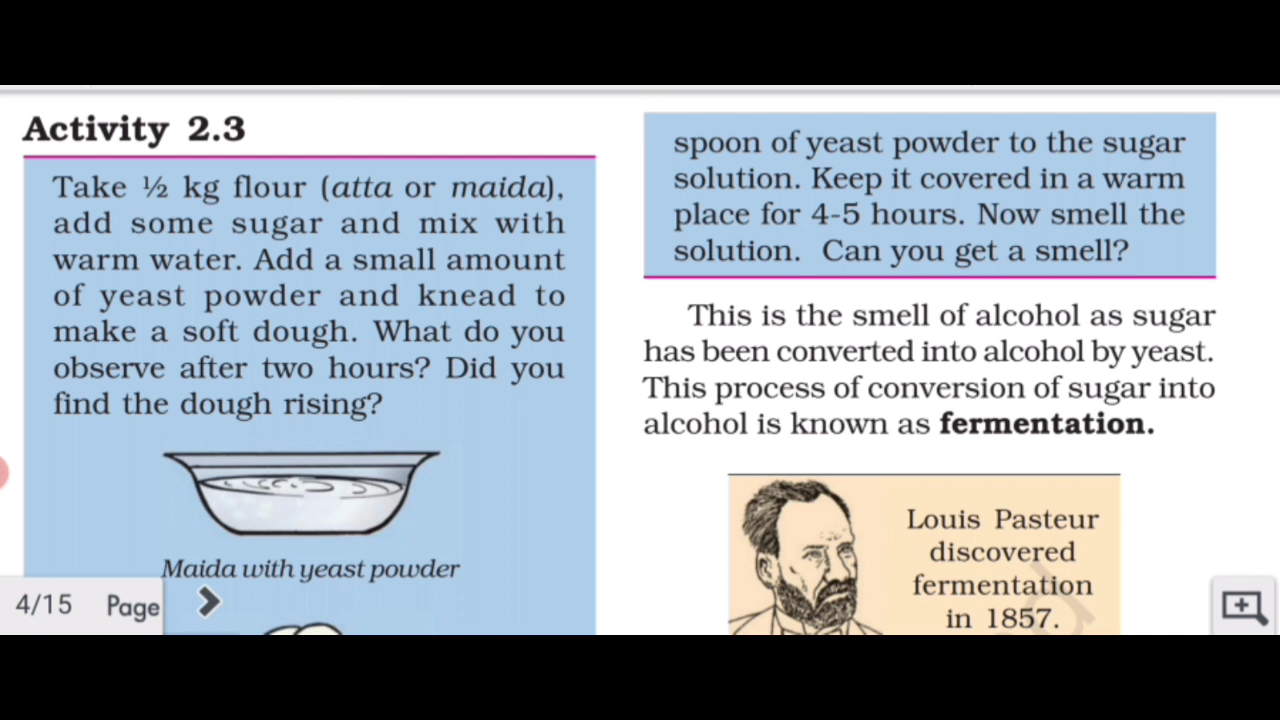 Activity 2.3
Take ½ kg flour (atta or maida),
add some sugar and mix with
warm water. Add a small amount
of yeast powder and knead to
make a soft dough. What do you
observe after two hours? Did you
find the dough rising?
Maida with yeast powder
spoon of yeast powder to the sugar
solution. Keep it covered in a warm
place for 4-5 hours. Now smell the
solution. Can you get a smell?
This is the smell of alcohol as sugar
has been converted into alcohol by yeast.
This process of conversion of sugar into
alcohol is known as fermentation.
Louis Pasteur
discovered
fermentation
in 1857.
4/15 Page